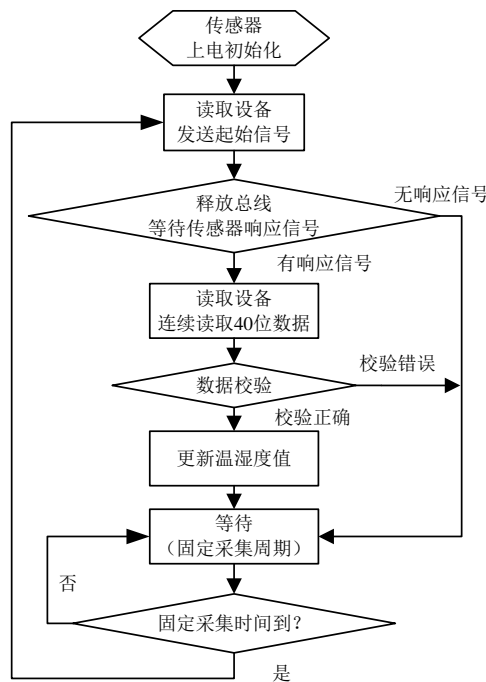 传感器
上电初始化
读取设备
发送起始信号
释放总线
等待传感器响应信号
无响应信号
有响应信号
读取设备
连续读取40位数据
数据校验
校验错误
校验正确
更新温湿度值
等待
（固定采集周期）
否
固定采集时间到？
是